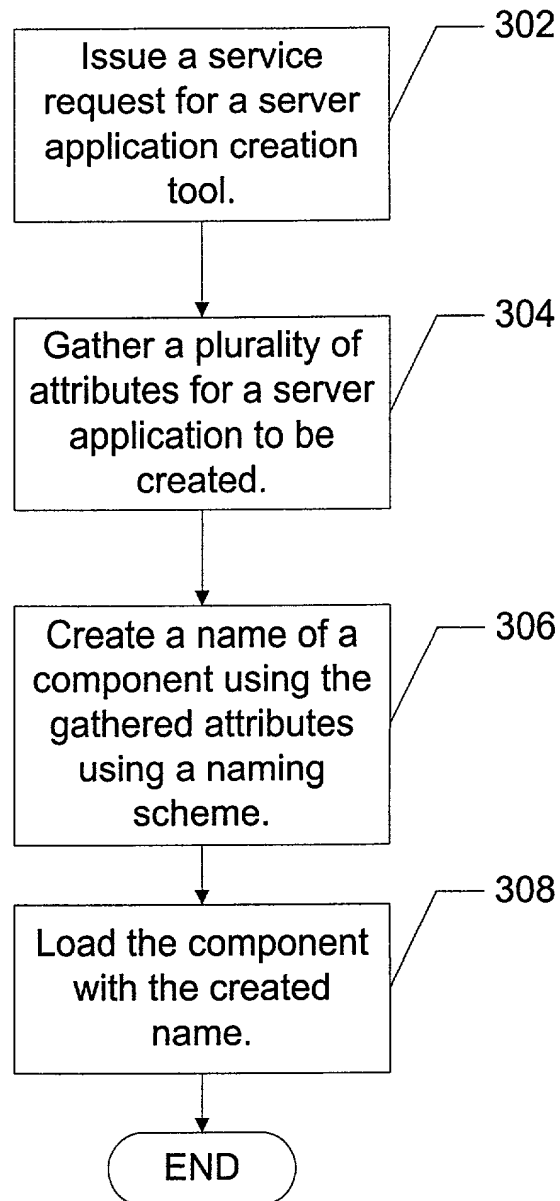 302
Issue a service
request for a server
application creation
tool.
304
Gather a plurality of
attributes for a server
application to be
created.
306
Create a name of a
component using the
gathered attributes
using a naming
scheme.
308
Load the component
with the created
name.
END